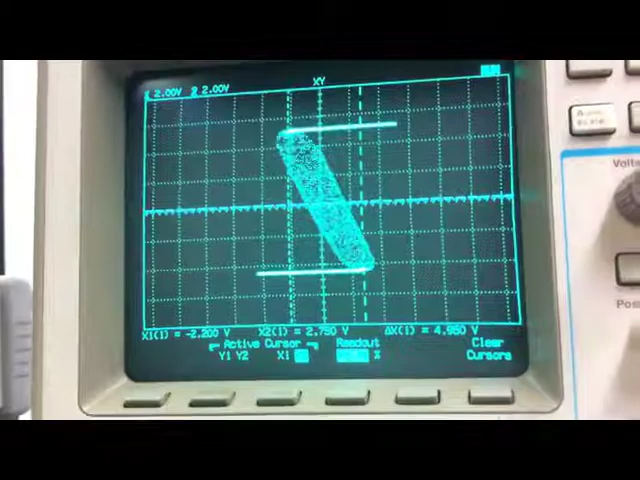 1 2.00V 2 2.00V
XY
RUN
X1(1) = -2.200 V X2(1) = 2.750 V ΔX(1) = 4.950 V
Active Cursor Readout Clear
Y1 Y2 X1 % Cursors
Volts
Pos